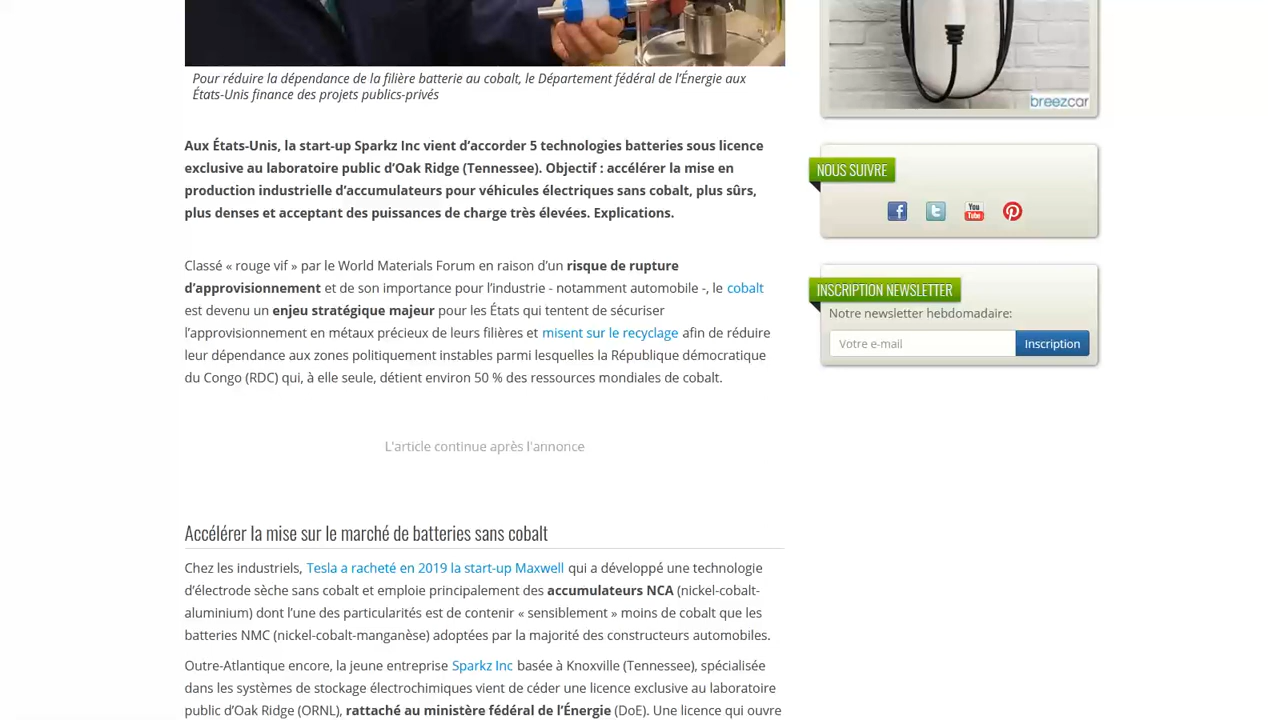 Pour réduire la dépendance de la filière batterie au cobalt, le Département fédéral de l’Énergie aux
États-Unis finance des projets publics-privés
Aux États-Unis, la start-up Sparkz Inc vient d’accorder 5 technologies batteries sous licence
exclusive au laboratoire public d’Oak Ridge (Tennessee). Objectif : accélérer la mise en
production industrielle d’accumulateurs pour véhicules électriques sans cobalt, plus sûrs,
plus denses et acceptant des puissances de charge très élevées. Explications.
Classé « rouge vif » par le World Materials Forum en raison d’un risque de rupture
d’approvisionnement et de son importance pour l’industrie - notamment automobile -, le cobalt
est devenu un enjeu stratégique majeur pour les États qui tentent de sécuriser
l’approvisionnement en métaux précieux de leurs filières et misent sur le recyclage afin de réduire
leur dépendance aux zones politiquement instables parmi lesquelles la République démocratique
du Congo (RDC) qui, à elle seule, détient environ 50 % des ressources mondiales de cobalt.
L'article continue après l'annonce
Accélérer la mise sur le marché de batteries sans cobalt
Chez les industriels, Tesla a racheté en 2019 la start-up Maxwell qui a développé une technologie
d’électrode sèche sans cobalt et emploie principalement des accumulateurs NCA (nickel-cobalt-
aluminium) dont l’une des particularités est de contenir « sensiblement » moins de cobalt que les
batteries NMC (nickel-cobalt-manganèse) adoptées par la majorité des constructeurs automobiles.
Outre-Atlantique encore, la jeune entreprise Sparkz Inc basée à Knoxville (Tennessee), spécialisée
dans les systèmes de stockage électrochimiques vient de céder une licence exclusive au laboratoire
public d’Oak Ridge (ORNL), rattaché au ministère fédéral de l’Énergie (DoE). Une licence qui ouvre
breezcar
NOUS SUIVRE
You
Tube
INSCRIPTION NEWSLETTER
Notre newsletter hebdomadaire:
Votre e-mail
Inscription